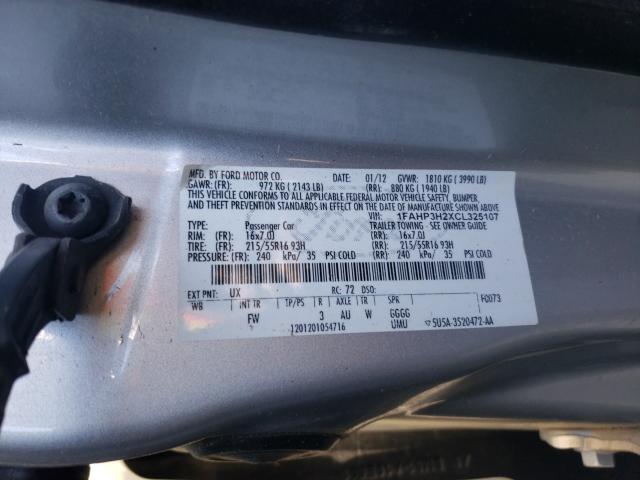 MFD. BY FORD MOTOR CO.
DATE: 01/12 GVWR: 1810 KG ( 3990 LB)
GAWR: (FR): 972 KG ( 2143 LB) (RR): 880 KG ( 1940 LB)
THIS VEHICLE CONFORMS TO ALL APPLICABLE FEDERAL MOTOR VEHICLE SAFETY, BUMPER,
AND THEFT PREVENTION STANDARDS IN EFFECT ON THE DATE OF MANUFACTURE SHOWN ABOVE.
VIN: 1FAHP3H2XCL325107
TYPE: Passenger Car TRAILER TOWING - SEE OWNER GUIDE
RIM: (FR): 16x7.0J (RR): 16x7.0J
TIRE: (FR): 215/55R16 93H (RR): 215/55R16 93H
PRESSURE: (FR): 240 kPa/ 35 PSI COLD (RR): 240 kPa/ 35 PSI COLD
EXT PNT: UX RC: 72 DSO: F0073
WB INT TR TP/PS R AXLE TR SPR
FW 3 AU W GGGG
1201201054716 UMU ▽5U5A-3520472-AA